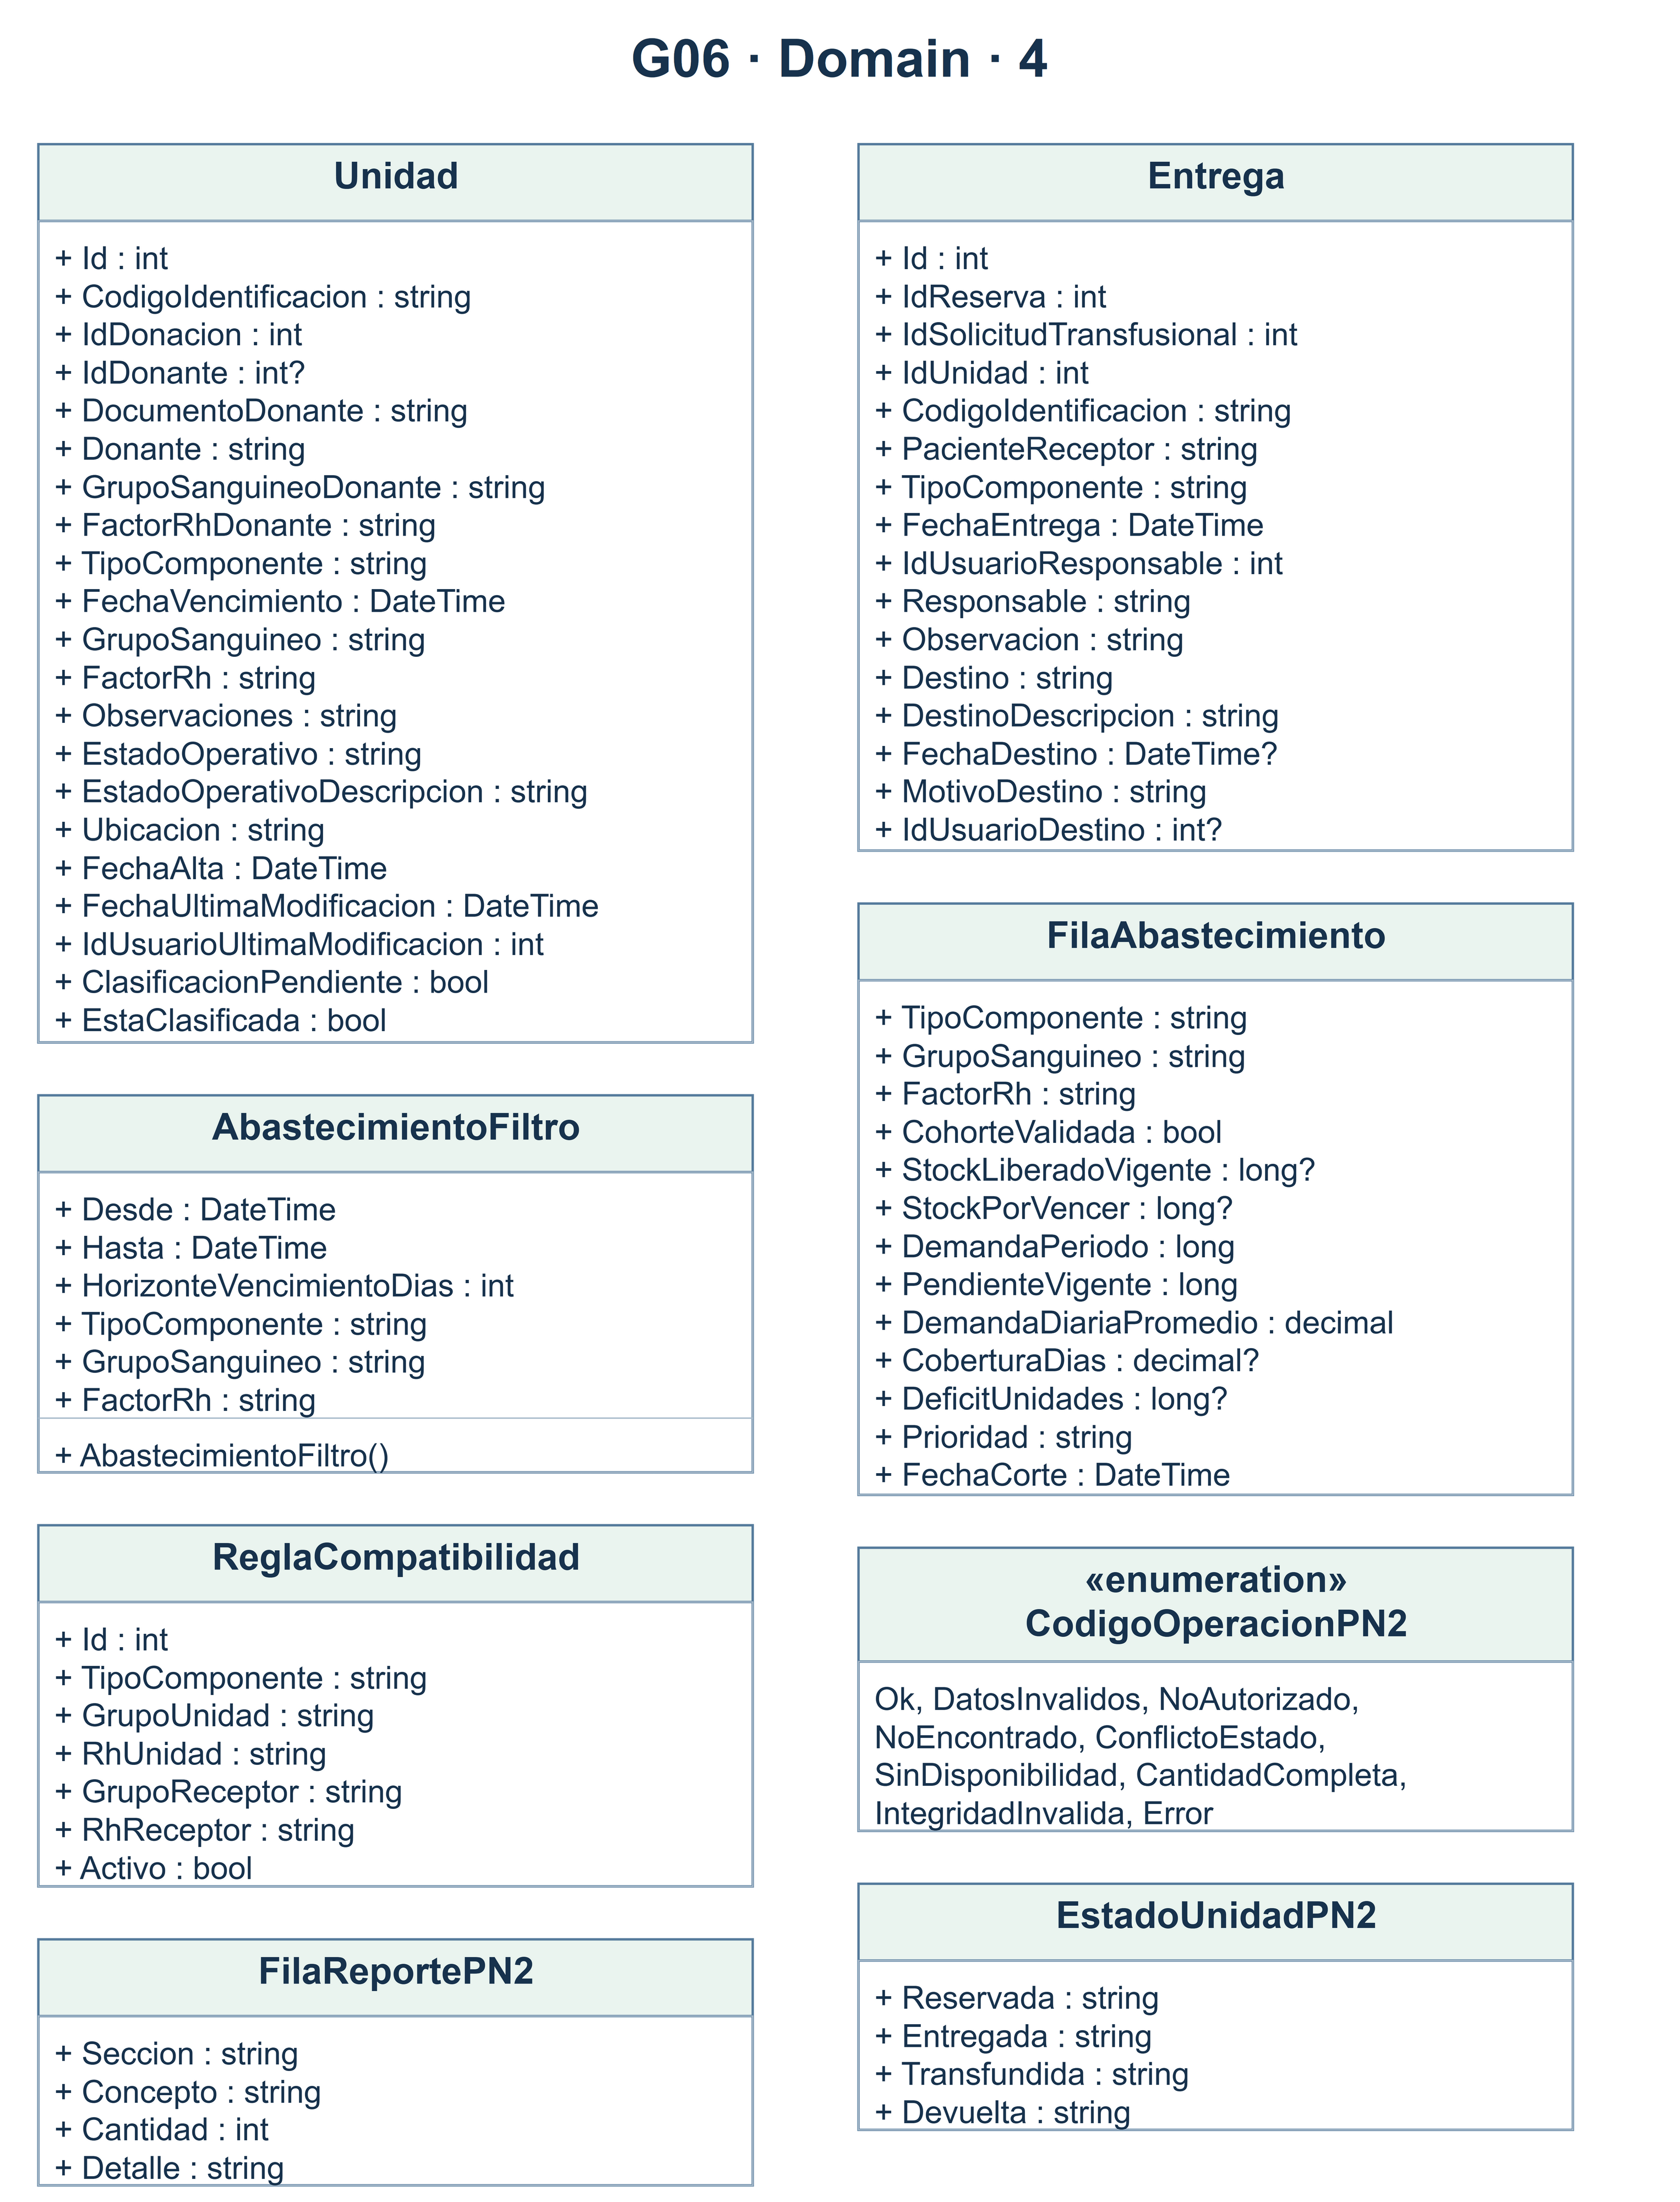 G06 · Domain · 4
Unidad
+ Id : int
+ CodigoIdentificacion : string
+ IdDonacion : int
+ IdDonante : int?
+ DocumentoDonante : string
+ Donante : string
+ GrupoSanguineoDonante : string
+ FactorRhDonante : string
+ TipoComponente : string
+ FechaVencimiento : DateTime
+ GrupoSanguineo : string
+ FactorRh : string
+ Observaciones : string
+ EstadoOperativo : string
+ EstadoOperativoDescripcion : string
+ Ubicacion : string
+ FechaAlta : DateTime
+ FechaUltimaModificacion : DateTime
+ IdUsuarioUltimaModificacion : int
+ ClasificacionPendiente : bool
+ EstaClasificada : bool
AbastecimientoFiltro
+ Desde : DateTime
+ Hasta : DateTime
+ HorizonteVencimientoDias : int
+ TipoComponente : string
+ GrupoSanguineo : string
+ FactorRh : string
+ AbastecimientoFiltro()
ReglaCompatibilidad
+ Id : int
+ TipoComponente : string
+ GrupoUnidad : string
+ RhUnidad : string
+ GrupoReceptor : string
+ RhReceptor : string
+ Activo : bool
FilaReportePN2
+ Seccion : string
+ Concepto : string
+ Cantidad : int
+ Detalle : string
Entrega
+ Id : int
+ IdReserva : int
+ IdSolicitudTransfusional : int
+ IdUnidad : int
+ CodigoIdentificacion : string
+ PacienteReceptor : string
+ TipoComponente : string
+ FechaEntrega : DateTime
+ IdUsuarioResponsable : int
+ Responsable : string
+ Observacion : string
+ Destino : string
+ DestinoDescripcion : string
+ FechaDestino : DateTime?
+ MotivoDestino : string
+ IdUsuarioDestino : int?
FilaAbastecimiento
+ TipoComponente : string
+ GrupoSanguineo : string
+ FactorRh : string
+ CohorteValidada : bool
+ StockLiberadoVigente : long?
+ StockPorVencer : long?
+ DemandaPeriodo : long
+ PendienteVigente : long
+ DemandaDiariaPromedio : decimal
+ CoberturaDias : decimal?
+ DeficitUnidades : long?
+ Prioridad : string
+ FechaCorte : DateTime
«enumeration»
CodigoOperacionPN2
Ok, DatosInvalidos, NoAutorizado,
NoEncontrado, ConflictoEstado,
SinDisponibilidad, CantidadCompleta,
IntegridadInvalida, Error
EstadoUnidadPN2
+ Reservada : string
+ Entregada : string
+ Transfundida : string
+ Devuelta : string